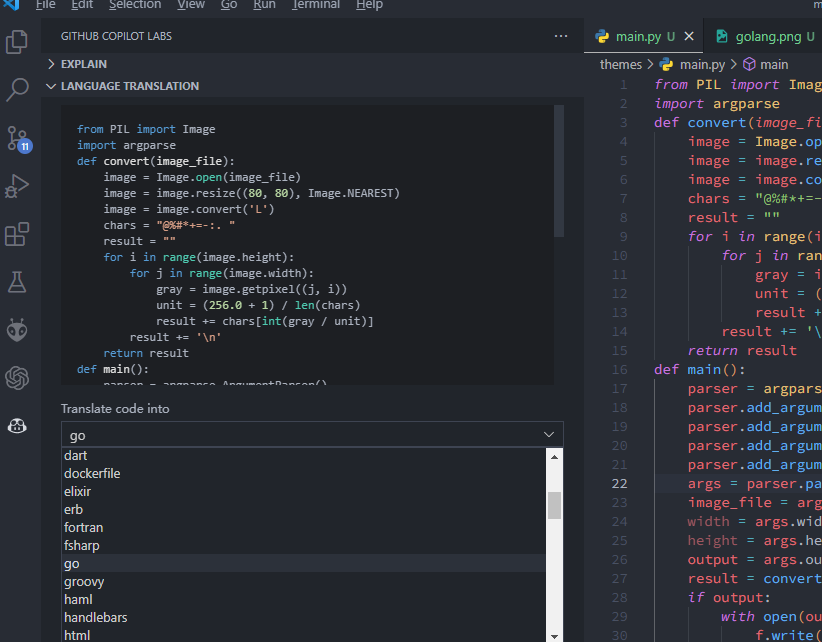 File Edit Selection View Go Run Terminal Help
GITHUB COPILOT LABS ...
EXPLAIN
LANGUAGE TRANSLATION
from PIL import Image
import argparse
def convert(image_file):
    image = Image.open(image_file)
    image = image.resize((80, 80), Image.NEAREST)
    image = image.convert('L')
    chars = "@%#*+=-:. "
    result = ""
    for i in range(image.height):
        for j in range(image.width):
            gray = image.getpixel((j, i))
            unit = (256.0 + 1) / len(chars)
            result += chars[int(gray / unit)]
        result += '\n'
    return result
def main():
    parser = argparse.ArgumentParser()
Translate code into
go
dart
dockerfile
elixir
erb
fortran
fsharp
go
groovy
haml
handlebars
html
11
main.py U
golang.png U
themes > main.py > main
1 from PIL import Imag
2 import argparse
3 def convert(image_fi
4     image = Image.op
5     image = image.re
6     image = image.co
7     chars = "@%#*+=-
8     result = ""
9     for i in range(i
10         for j in ran
11             gray = i
12             unit = (
13             result +
14         result += '\
15     return result
16 def main():
17     parser = argpars
18     parser.add_argum
19     parser.add_argum
20     parser.add_argum
21     parser.add_argum
22     args = parser.pa
23     image_file = arg
24     width = args.wid
25     height = args.he
26     output = args.ou
27     result = convert
28     if output:
29         with open(ou
30             f.write(